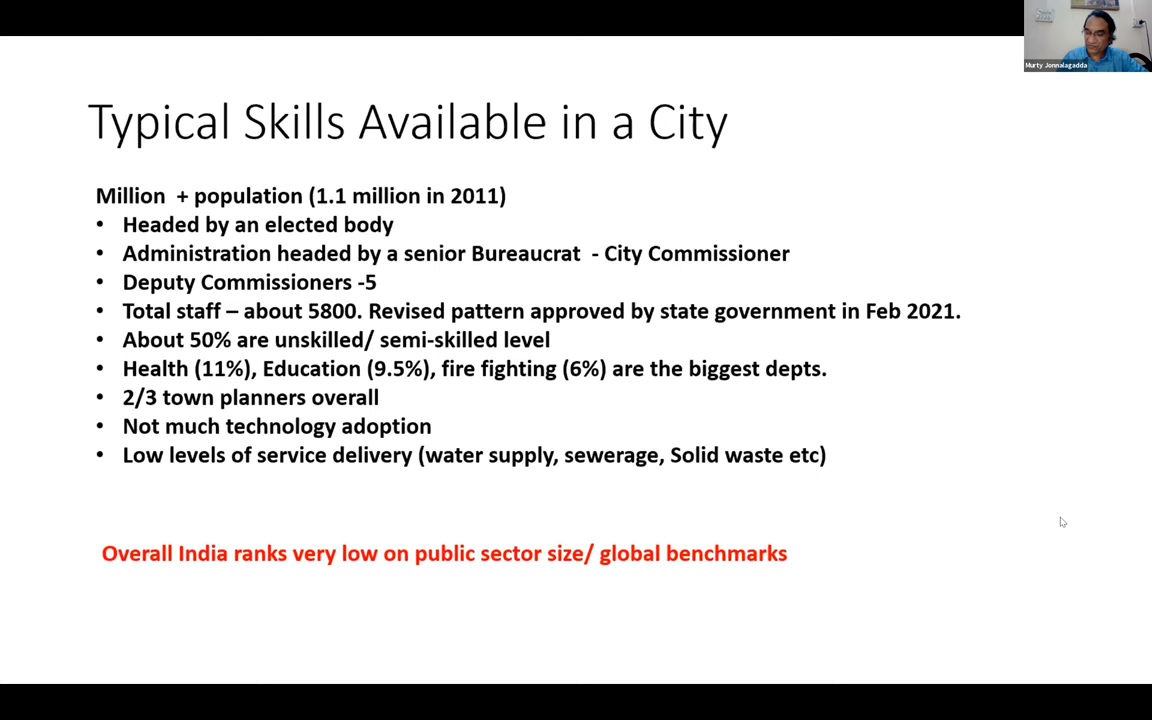 Murty Jonnalagadda
Typical Skills Available in a City
Million + population (1.1 million in 2011)
• Headed by an elected body
• Administration headed by a senior Bureaucrat - City Commissioner
• Deputy Commissioners -5
• Total staff – about 5800. Revised pattern approved by state government in Feb 2021.
• About 50% are unskilled/ semi-skilled level
• Health (11%), Education (9.5%), fire fighting (6%) are the biggest depts.
• 2/3 town planners overall
• Not much technology adoption
• Low levels of service delivery (water supply, sewerage, Solid waste etc)
Overall India ranks very low on public sector size/ global benchmarks